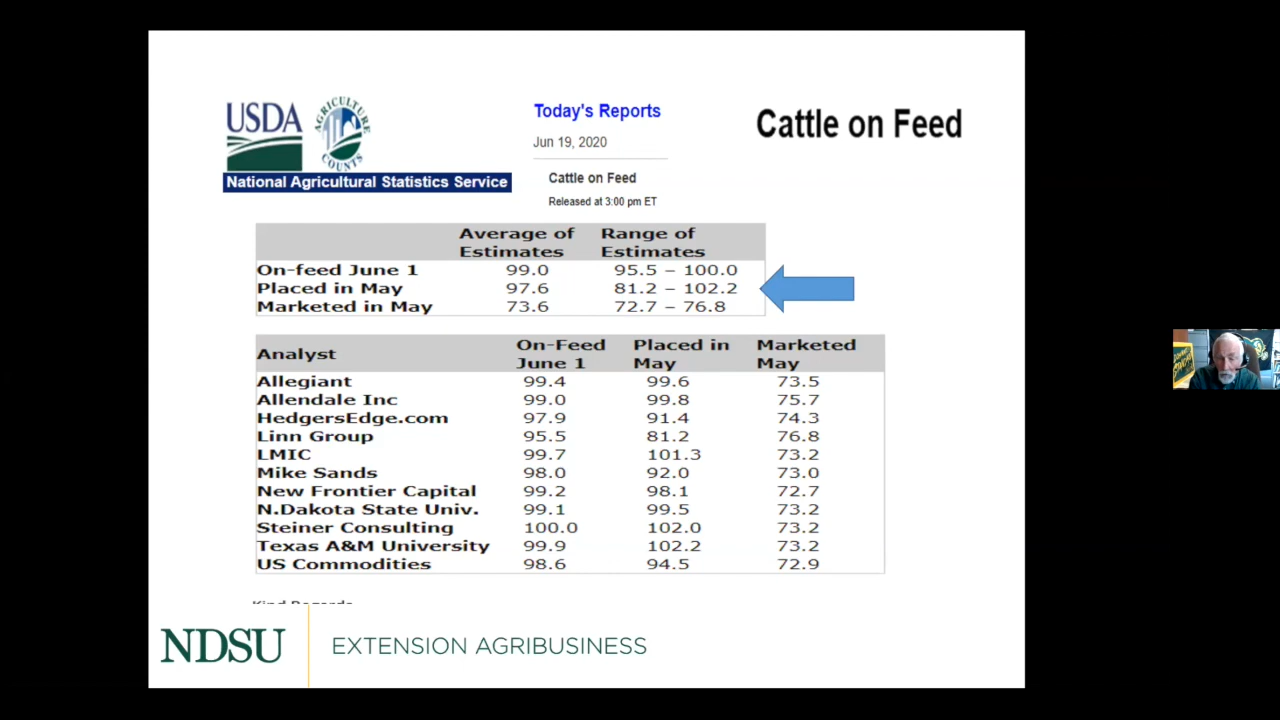 USDA
AGRICULTURE
COUNTS
National Agricultural Statistics Service
Today's Reports
Jun 19, 2020
Cattle on Feed
Released at 3:00 pm ET
Cattle on Feed
Average of Estimates Range of Estimates
On-feed June 1 99.0 95.5 – 100.0
Placed in May 97.6 81.2 – 102.2
Marketed in May 73.6 72.7 – 76.8
Analyst On-Feed June 1 Placed in May Marketed May
Allegiant 99.4 99.6 73.5
Allendale Inc 99.0 99.8 75.7
HedgersEdge.com 97.9 91.4 74.3
Linn Group 95.5 81.2 76.8
LMIC 99.7 101.3 73.2
Mike Sands 98.0 92.0 73.0
New Frontier Capital 99.2 98.1 72.7
N.Dakota State Univ. 99.1 99.5 73.2
Steiner Consulting 100.0 102.0 73.2
Texas A&M University 99.9 102.2 73.2
US Commodities 98.6 94.5 72.9
NDSU EXTENSION AGRIBUSINESS